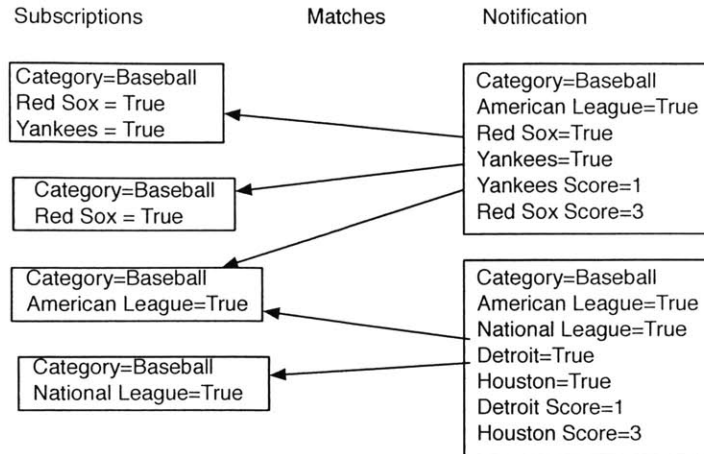 Subscriptions
Matches
Notification
Category=Baseball
Red Sox = True
Yankees = True
Category=Baseball
Red Sox = True
Category=Baseball
American League=True
Category=Baseball
National League=True
Category=Baseball
American League=True
Red Sox=True
Yankees=True
Yankees Score=1
Red Sox Score=3
Category=Baseball
American League=True
National League=True
Detroit=True
Houston=True
Detroit Score=1
Houston Score=3